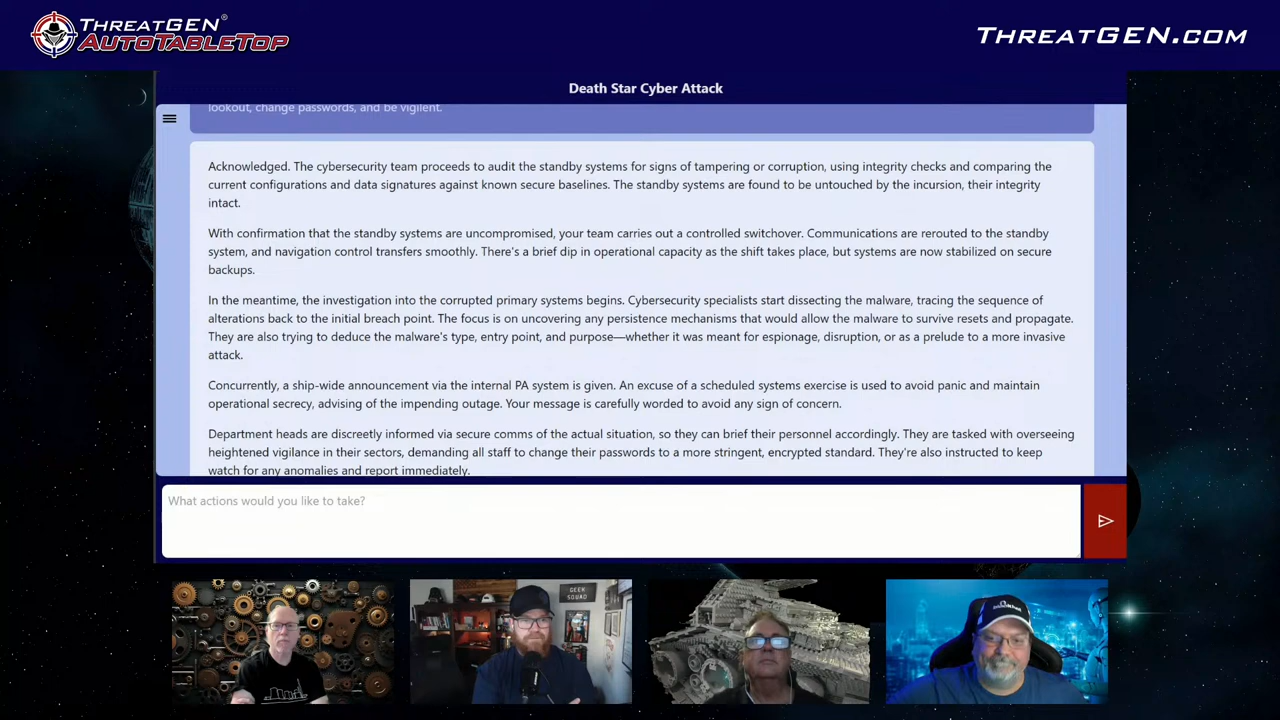 THREATGEN®
AUTOTABLETOP
THREATGEN.COM
Death Star Cyber Attack
lookout, change passwords, and be vigilent.
Acknowledged. The cybersecurity team proceeds to audit the standby systems for signs of tampering or corruption, using integrity checks and comparing the
current configurations and data signatures against known secure baselines. The standby systems are found to be untouched by the incursion, their integrity
intact.
With confirmation that the standby systems are uncompromised, your team carries out a controlled switchover. Communications are rerouted to the standby
system, and navigation control transfers smoothly. There's a brief dip in operational capacity as the shift takes place, but systems are now stabilized on secure
backups.
In the meantime, the investigation into the corrupted primary systems begins. Cybersecurity specialists start dissecting the malware, tracing the sequence of
alterations back to the initial breach point. The focus is on uncovering any persistence mechanisms that would allow the malware to survive resets and propagate.
They are also trying to deduce the malware's type, entry point, and purpose—whether it was meant for espionage, disruption, or as a prelude to a more invasive
attack.
Concurrently, a ship-wide announcement via the internal PA system is given. An excuse of a scheduled systems exercise is used to avoid panic and maintain
operational secrecy, advising of the impending outage. Your message is carefully worded to avoid any sign of concern.
Department heads are discreetly informed via secure comms of the actual situation, so they can brief their personnel accordingly. They are tasked with overseeing
heightened vigilance in their sectors, demanding all staff to change their passwords to a more stringent, encrypted standard. They're also instructed to keep
watch for any anomalies and report immediately.
What actions would you like to take?
GEEK
SQUAD